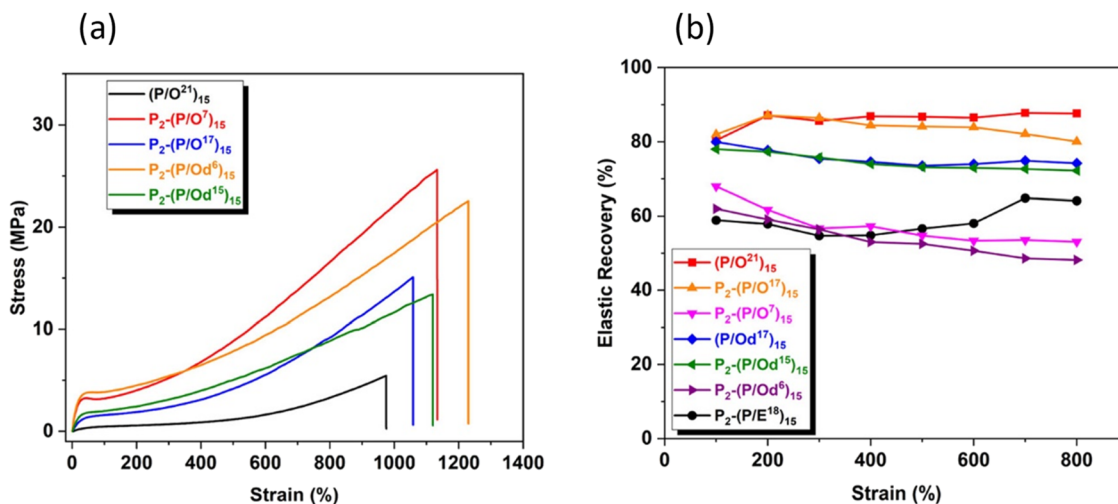 (a)
(P/O²¹)₁₅
P₂-(P/O⁷)₁₅
P₂-(P/O¹⁷)₁₅
P₂-(P/Od⁶)₁₅
P₂-(P/Od¹⁵)₁₅
Stress (MPa)
30
20
10
0
0 200 400 600 800 1000 1200 1400
Strain (%)
(b)
Elastic Recovery (%)
100
80
60
40
20
0
(P/O²¹)₁₅
P₂-(P/O¹⁷)₁₅
P₂-(P/O⁷)₁₅
(P/Od¹⁷)₁₅
P₂-(P/Od¹⁵)₁₅
P₂-(P/Od⁶)₁₅
P₂-(P/E¹⁸)₁₅
200 400 600 800
Strain (%)